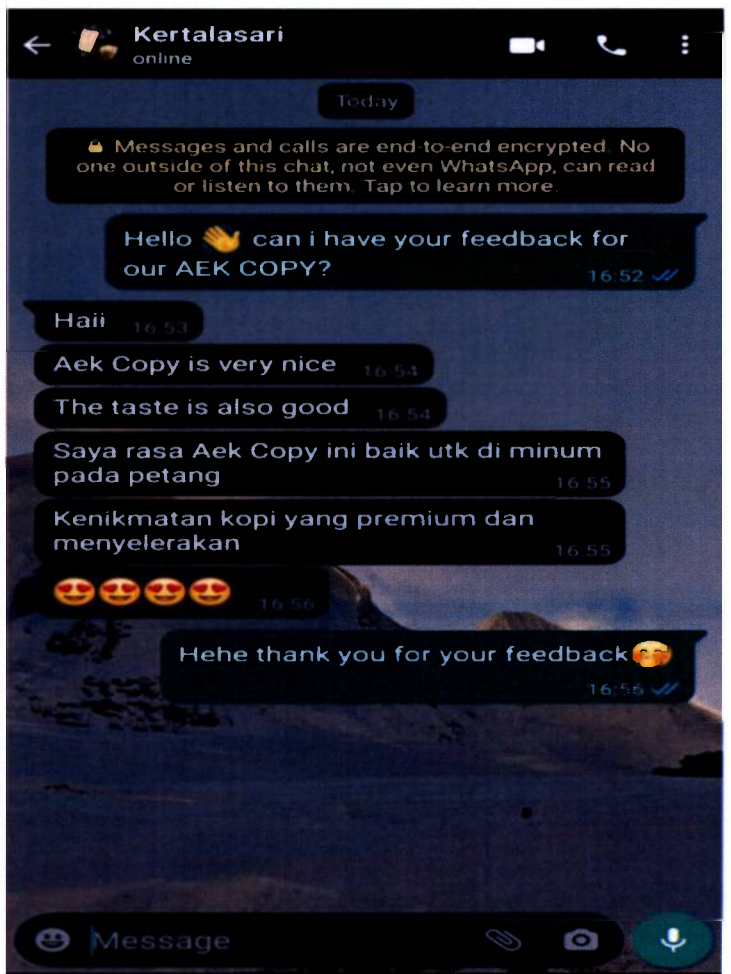 Kertalasari
online
Today
🔒 Messages and calls are end-to-end encrypted. No
one outside of this chat, not even WhatsApp, can read
or listen to them. Tap to learn more.
Hello 👋 can i have your feedback for
our AEK COPY?
16:52
Haii 16:53
Aek Copy is very nice 16:54
The taste is also good 16:54
Saya rasa Aek Copy ini baik utk di minum
pada petang 16:55
Kenikmatan kopi yang premium dan
menyelerakan 16:55
😍😍😍😍 16:56
Hehe thank you for your feedback🤗
16:56
Message